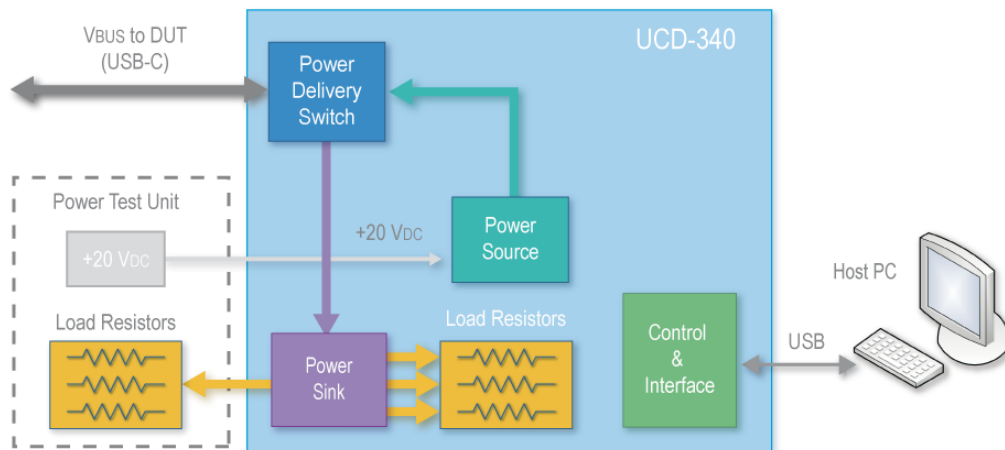 VBUS to DUT
(USB-C)
Power
Delivery
Switch
UCD-340
Power Test Unit
+20 VDC
+20 VDC
Power
Source
Load Resistors
Power
Sink
Load Resistors
Control
&
Interface
USB
Host PC